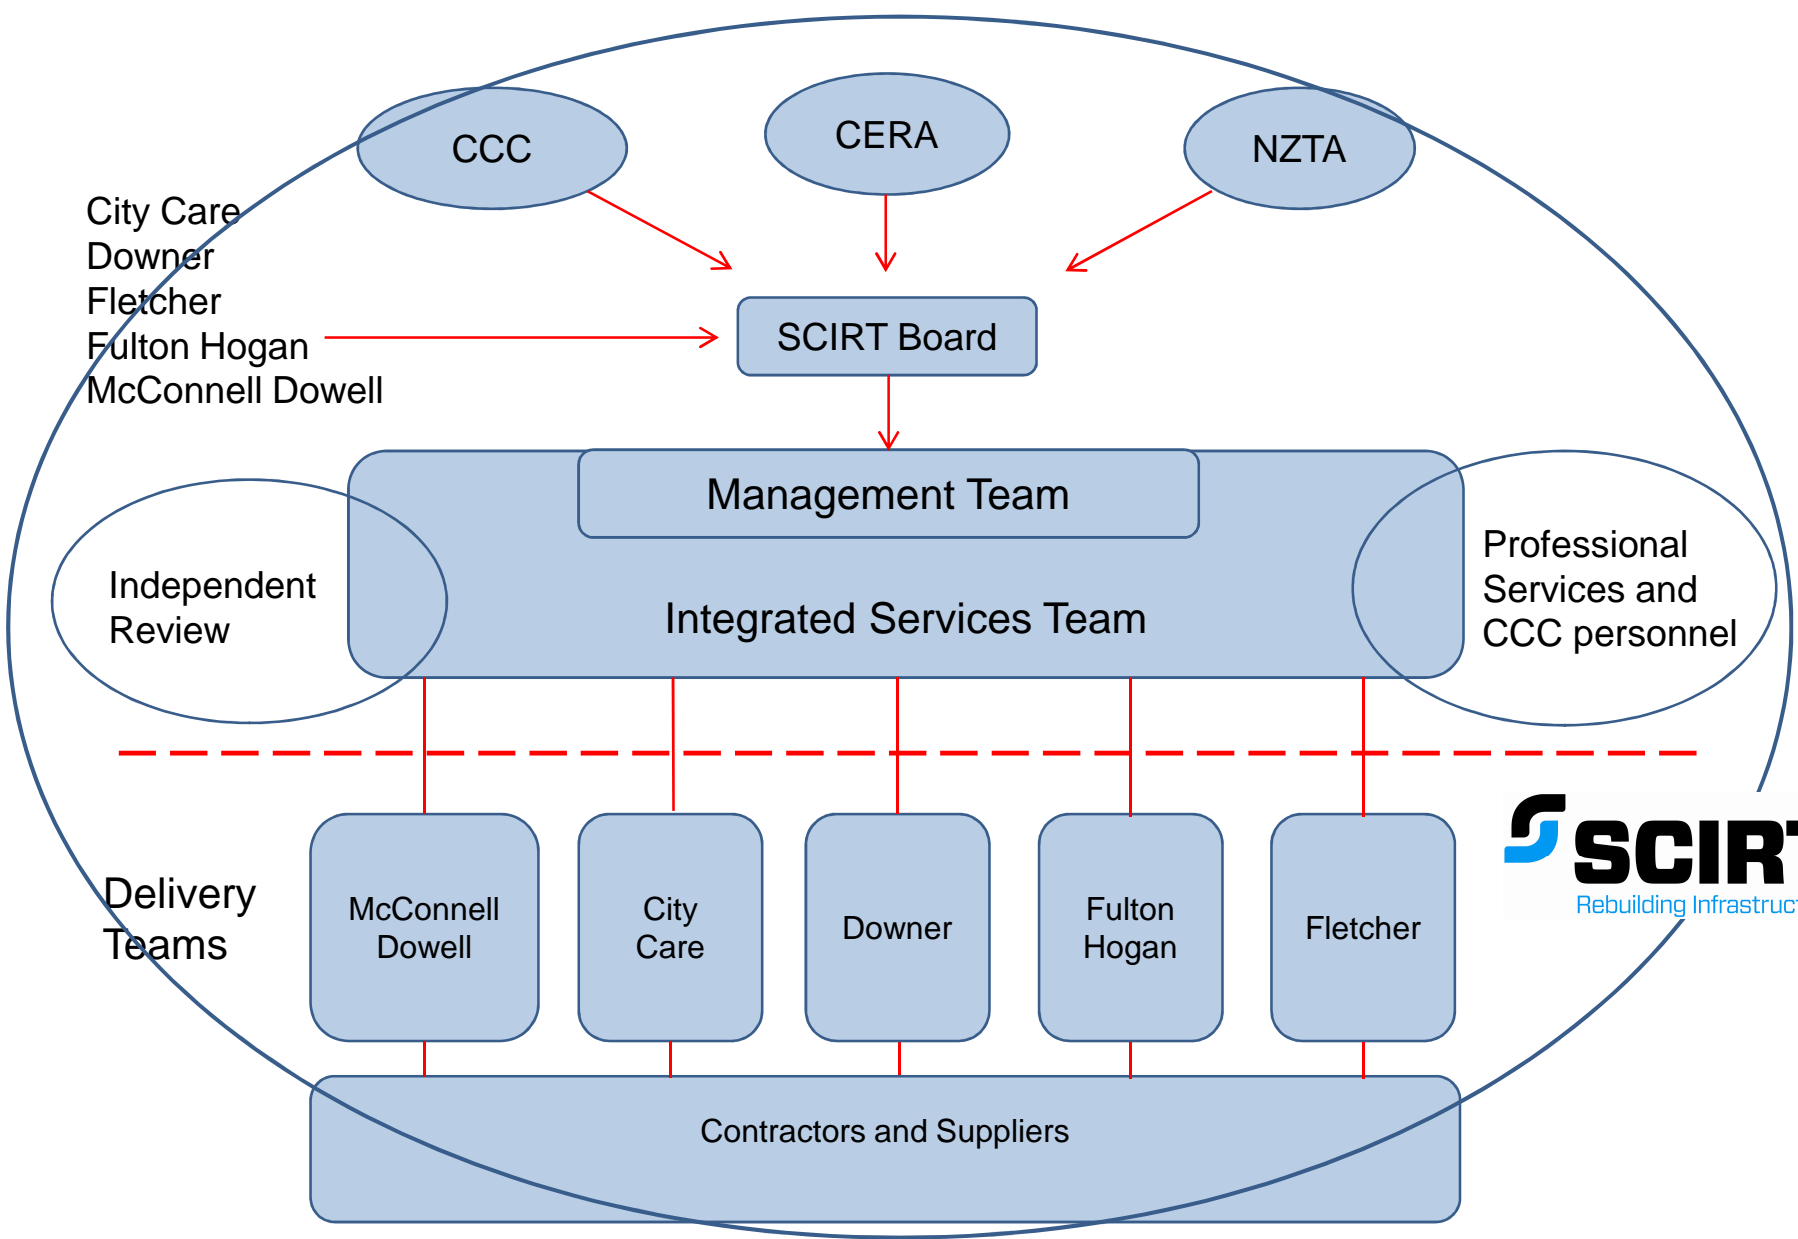 CCC
CERA
NZTA
City Care
Downer
Fletcher
Fulton Hogan
McConnell Dowell
SCIRT Board
Management Team
Integrated Services Team
Independent
Review
Professional
Services and
CCC personnel
Delivery
Teams
McConnell
Dowell
City
Care
Downer
Fulton
Hogan
Fletcher
SCIRT
Rebuilding Infrastruc
Contractors and Suppliers